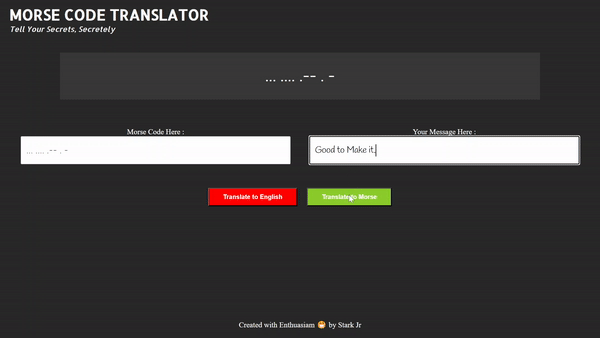 MORSE CODE TRANSLATOR
Tell Your Secrets, Secretely
... .... .-- . -
Morse Code Here :
Your Message Here :
... .... .-- . -
Good to Make it.
Translate to English
Translate to Morse
Created with Enthuasiam 😷 by Stark Jr